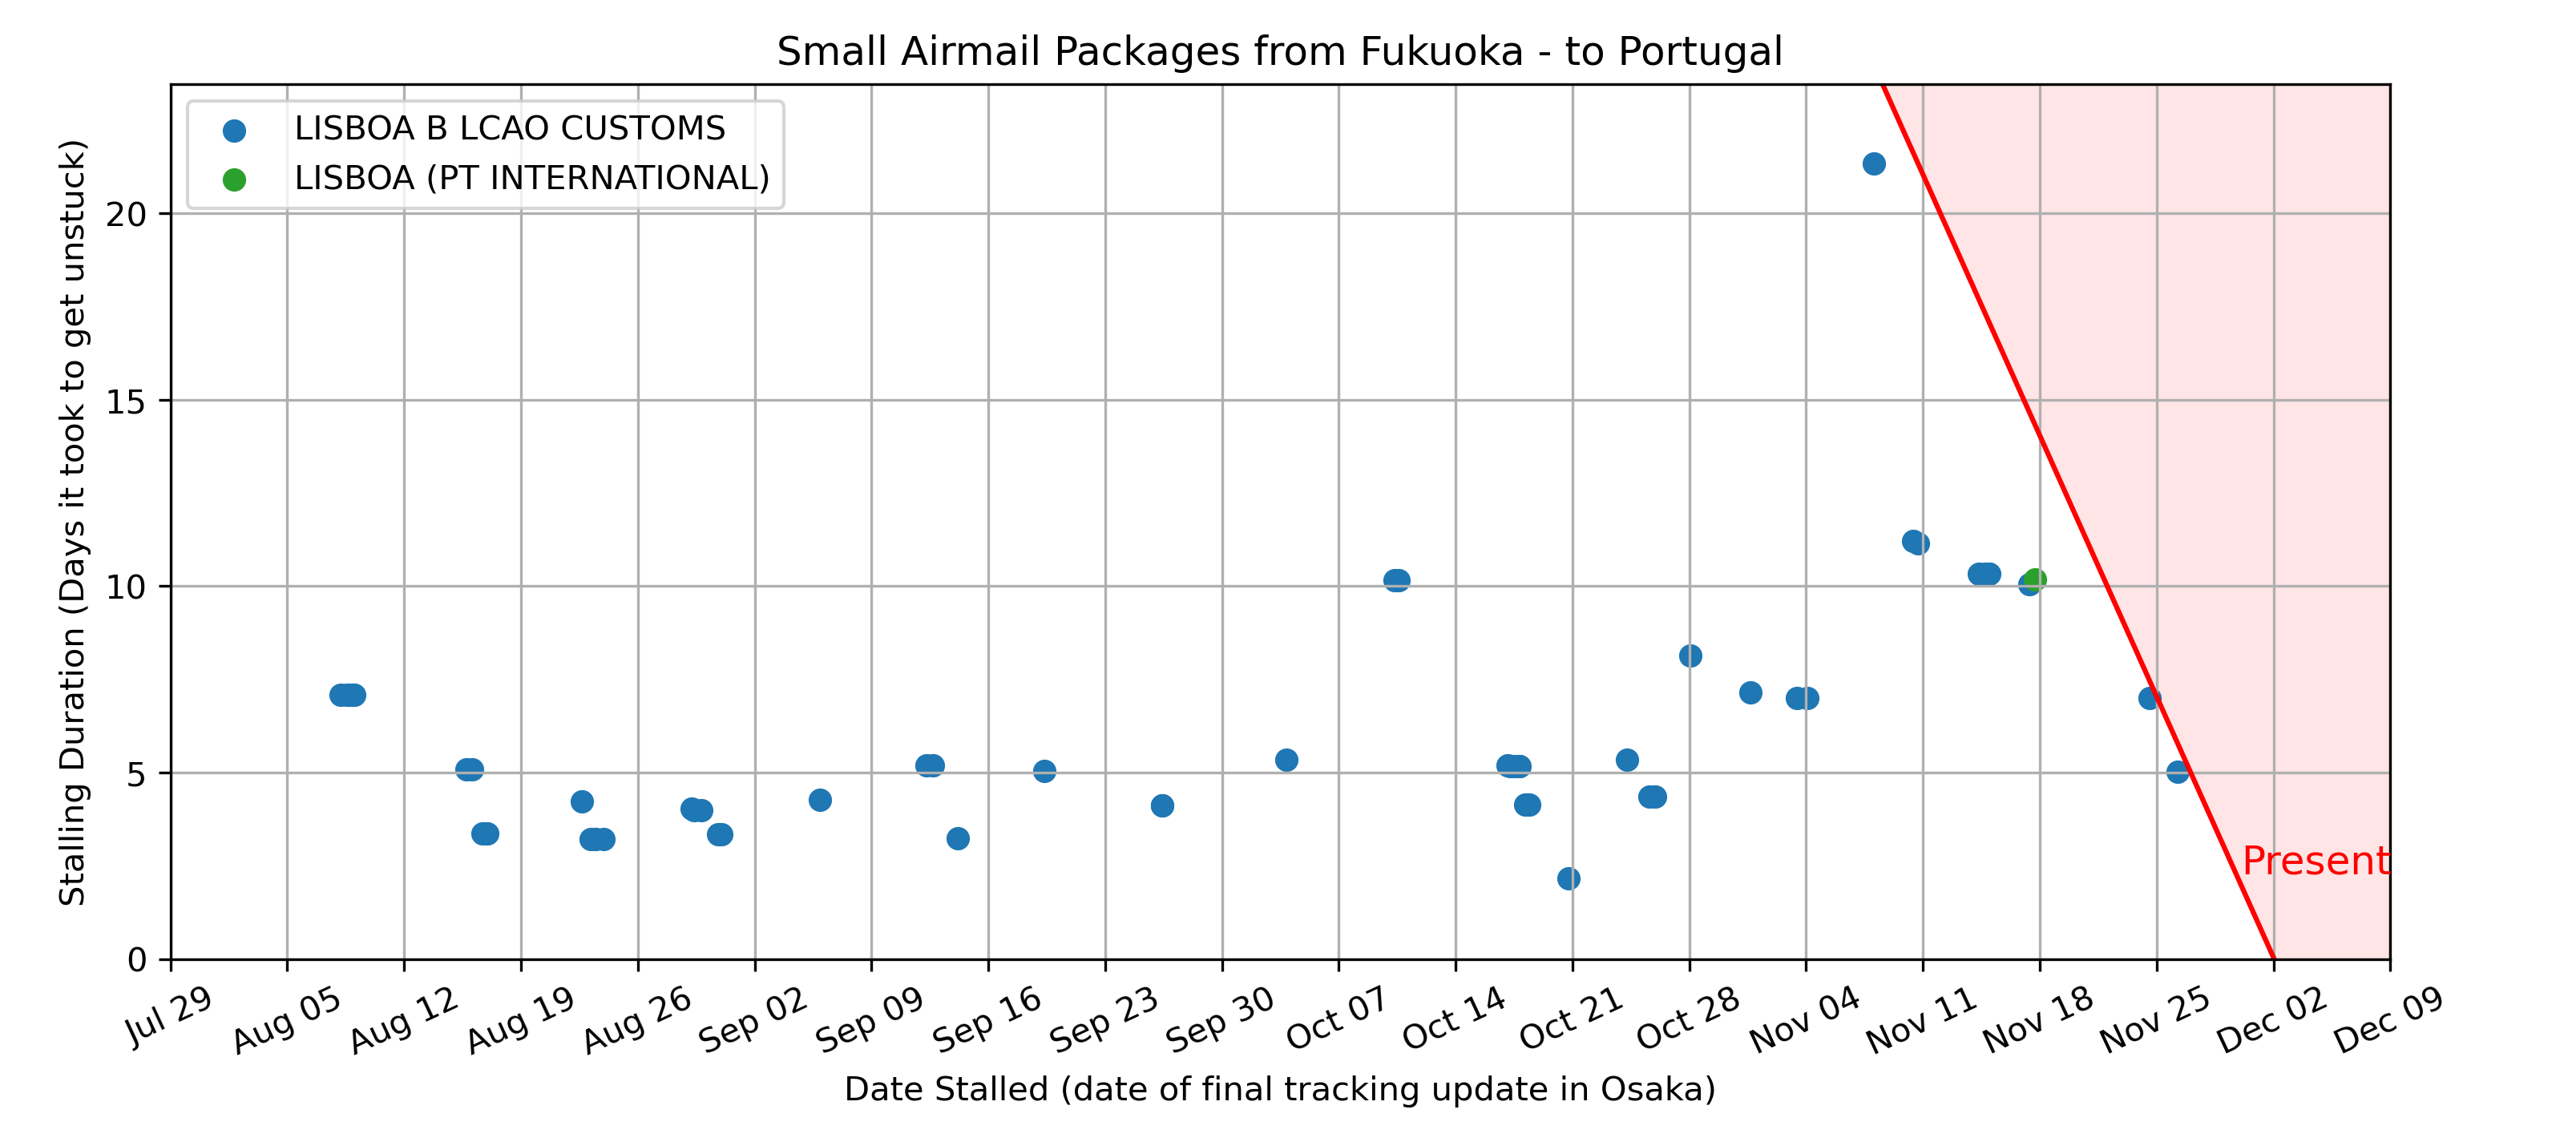 Small Airmail Packages from Fukuoka - to Portugal
LISBOA B LCAO CUSTOMS
LISBOA (PT INTERNATIONAL)
Stalling Duration (Days it took to get unstuck)
20
15
10
5
0
Present
Jul 29
Aug 05
Aug 12
Aug 19
Aug 26
Sep 02
Sep 09
Sep 16
Sep 23
Sep 30
Oct 07
Oct 14
Oct 21
Oct 28
Nov 04
Nov 11
Nov 18
Nov 25
Dec 02
Dec 09
Date Stalled (date of final tracking update in Osaka)